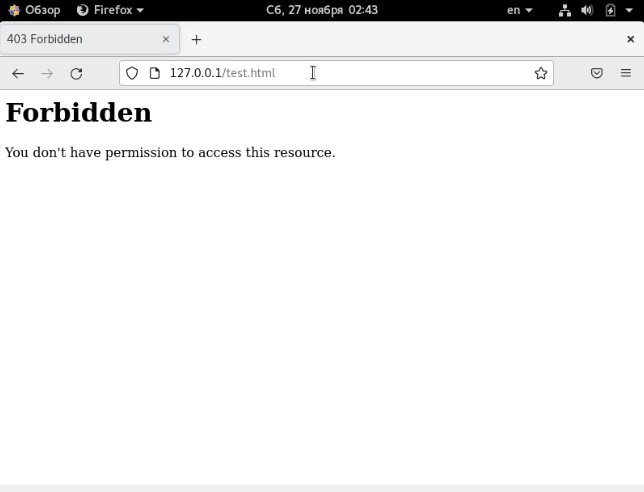 Обзор Firefox Сб, 27 ноября 02:43 en
403 Forbidden
127.0.0.1/test.html
Forbidden
You don't have permission to access this resource.